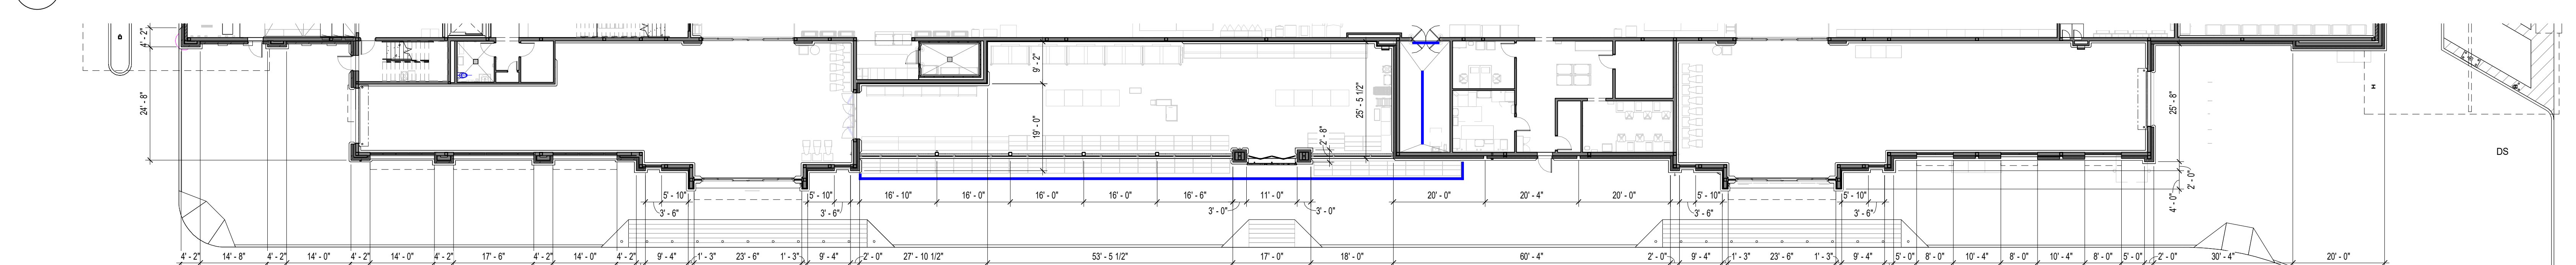 D
4' - 2"
24' - 8"
9' - 2"
19' - 0"
25' - 5 1/2"
2' - 8"
25' - 8"
2' - 0"
4' - 0"
H
DS
5' - 10" 5' - 10" 16' - 10" 16' - 0" 16' - 0" 16' - 0" 16' - 6" 11' - 0" 20' - 0" 20' - 4" 20' - 0" 5' - 10" 5' - 10"
3' - 6" 3' - 6" 3' - 0" 3' - 0" 3' - 6" 3' - 6"
4' - 2" 14' - 8" 4' - 2" 14' - 0" 4' - 2" 14' - 0" 17' - 6" 4' - 2" 14' - 0" 4' - 2" 9' - 4" 1' - 3" 23' - 6" 1' - 3" 9' - 4" 2' - 0" 27' - 10 1/2" 53' - 5 1/2" 17' - 0" 18' - 0" 60' - 4" 2' - 0" 9' - 4" 1' - 3" 23' - 6" 1' - 3" 9' - 4" 5' - 0" 8' - 0" 10' - 4" 8' - 0" 10' - 4" 8' - 0" 5' - 0" 2' - 0" 30' - 4" 20' - 0"